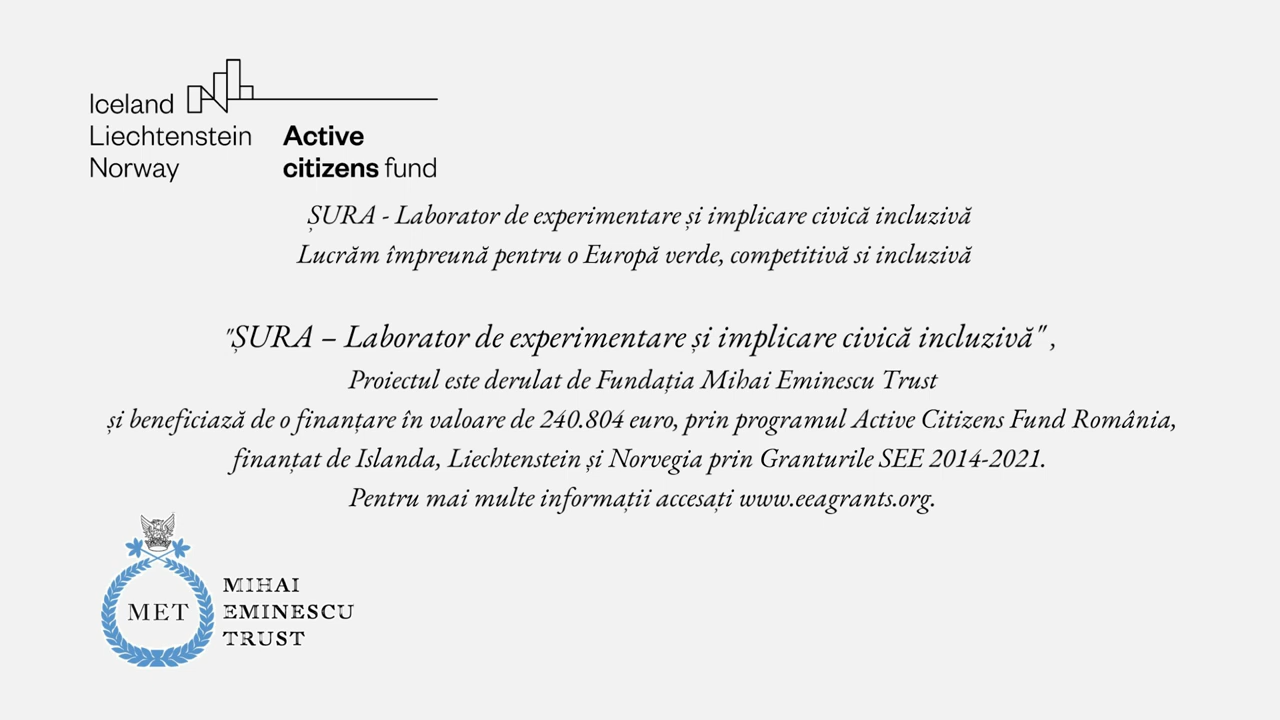 Iceland
Liechtenstein
Norway
Active
citizens fund
ȘURA - Laborator de experimentare și implicare civică incluzivă
Lucrăm împreună pentru o Europă verde, competitivă si incluzivă
"ȘURA – Laborator de experimentare și implicare civică incluzivă" ,
Proiectul este derulat de Fundația Mihai Eminescu Trust
și beneficiază de o finanțare în valoare de 240.804 euro, prin programul Active Citizens Fund România,
finanțat de Islanda, Liechtenstein și Norvegia prin Granturile SEE 2014-2021.
Pentru mai multe informații accesați www.eeagrants.org.
MET
MIHAI
EMINESCU
TRUST